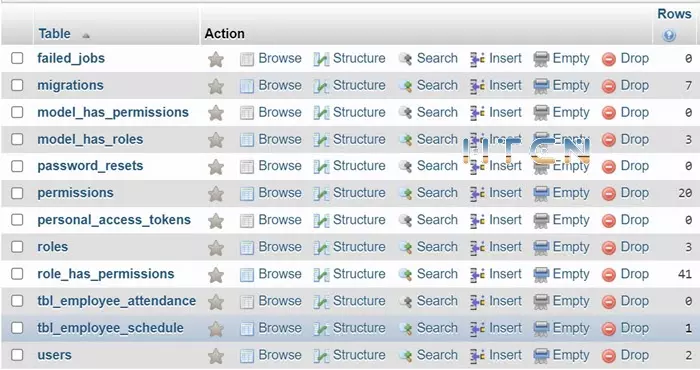 Table Action Rows
failed_jobs Browse Structure Search Insert Empty Drop 0
migrations Browse Structure Search Insert Empty Drop 7
model_has_permissions Browse Structure Search Insert Empty Drop 0
model_has_roles Browse Structure Search Insert Empty Drop 3
password_resets Browse Structure Search Insert Empty Drop 0
permissions Browse Structure Search Insert Empty Drop 20
personal_access_tokens Browse Structure Search Insert Empty Drop 0
roles Browse Structure Search Insert Empty Drop 3
role_has_permissions Browse Structure Search Insert Empty Drop 41
tbl_employee_attendance Browse Structure Search Insert Empty Drop 0
tbl_employee_schedule Browse Structure Search Insert Empty Drop 1
users Browse Structure Search Insert Empty Drop 2